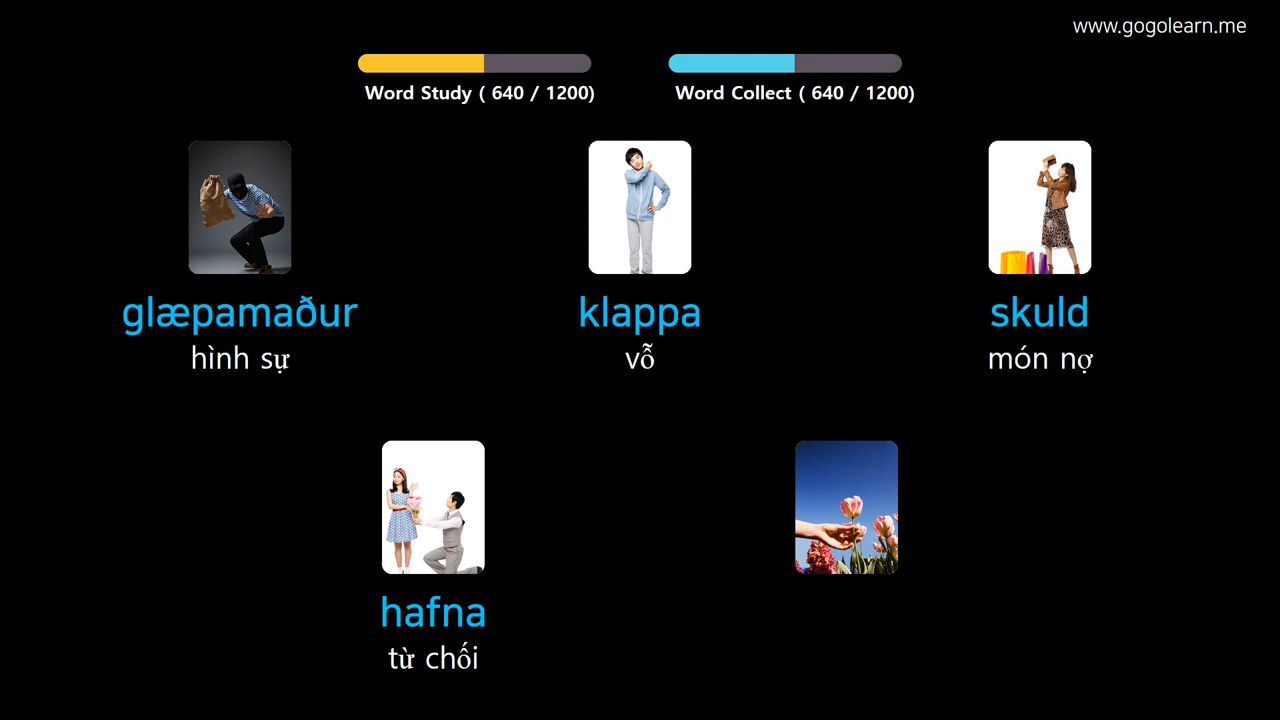 www.gogolearn.me
Word Study ( 640 / 1200)
Word Collect ( 640 / 1200)
glæpamaður
hình sự
klappa
vỗ
skuld
món nợ
hafna
từ chối